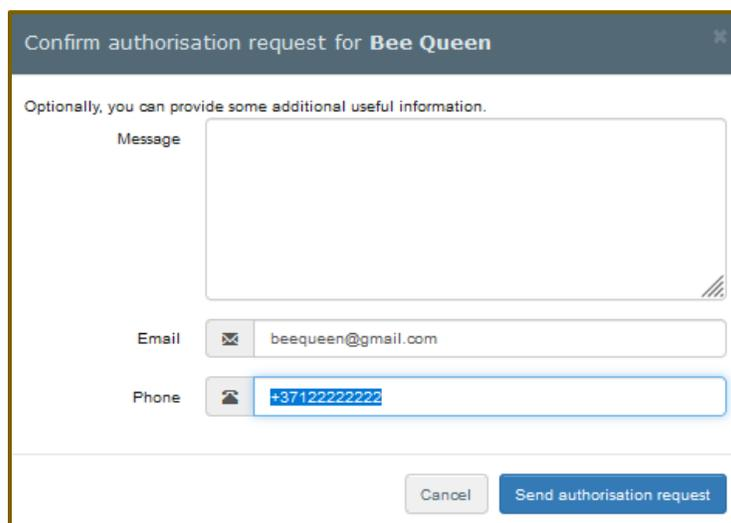 Confirm authorisation request for Bee Queen
Optionally, you can provide some additional useful information.
Message
Email beequeen@gmail.com
Phone +37122222222
Cancel Send authorisation request